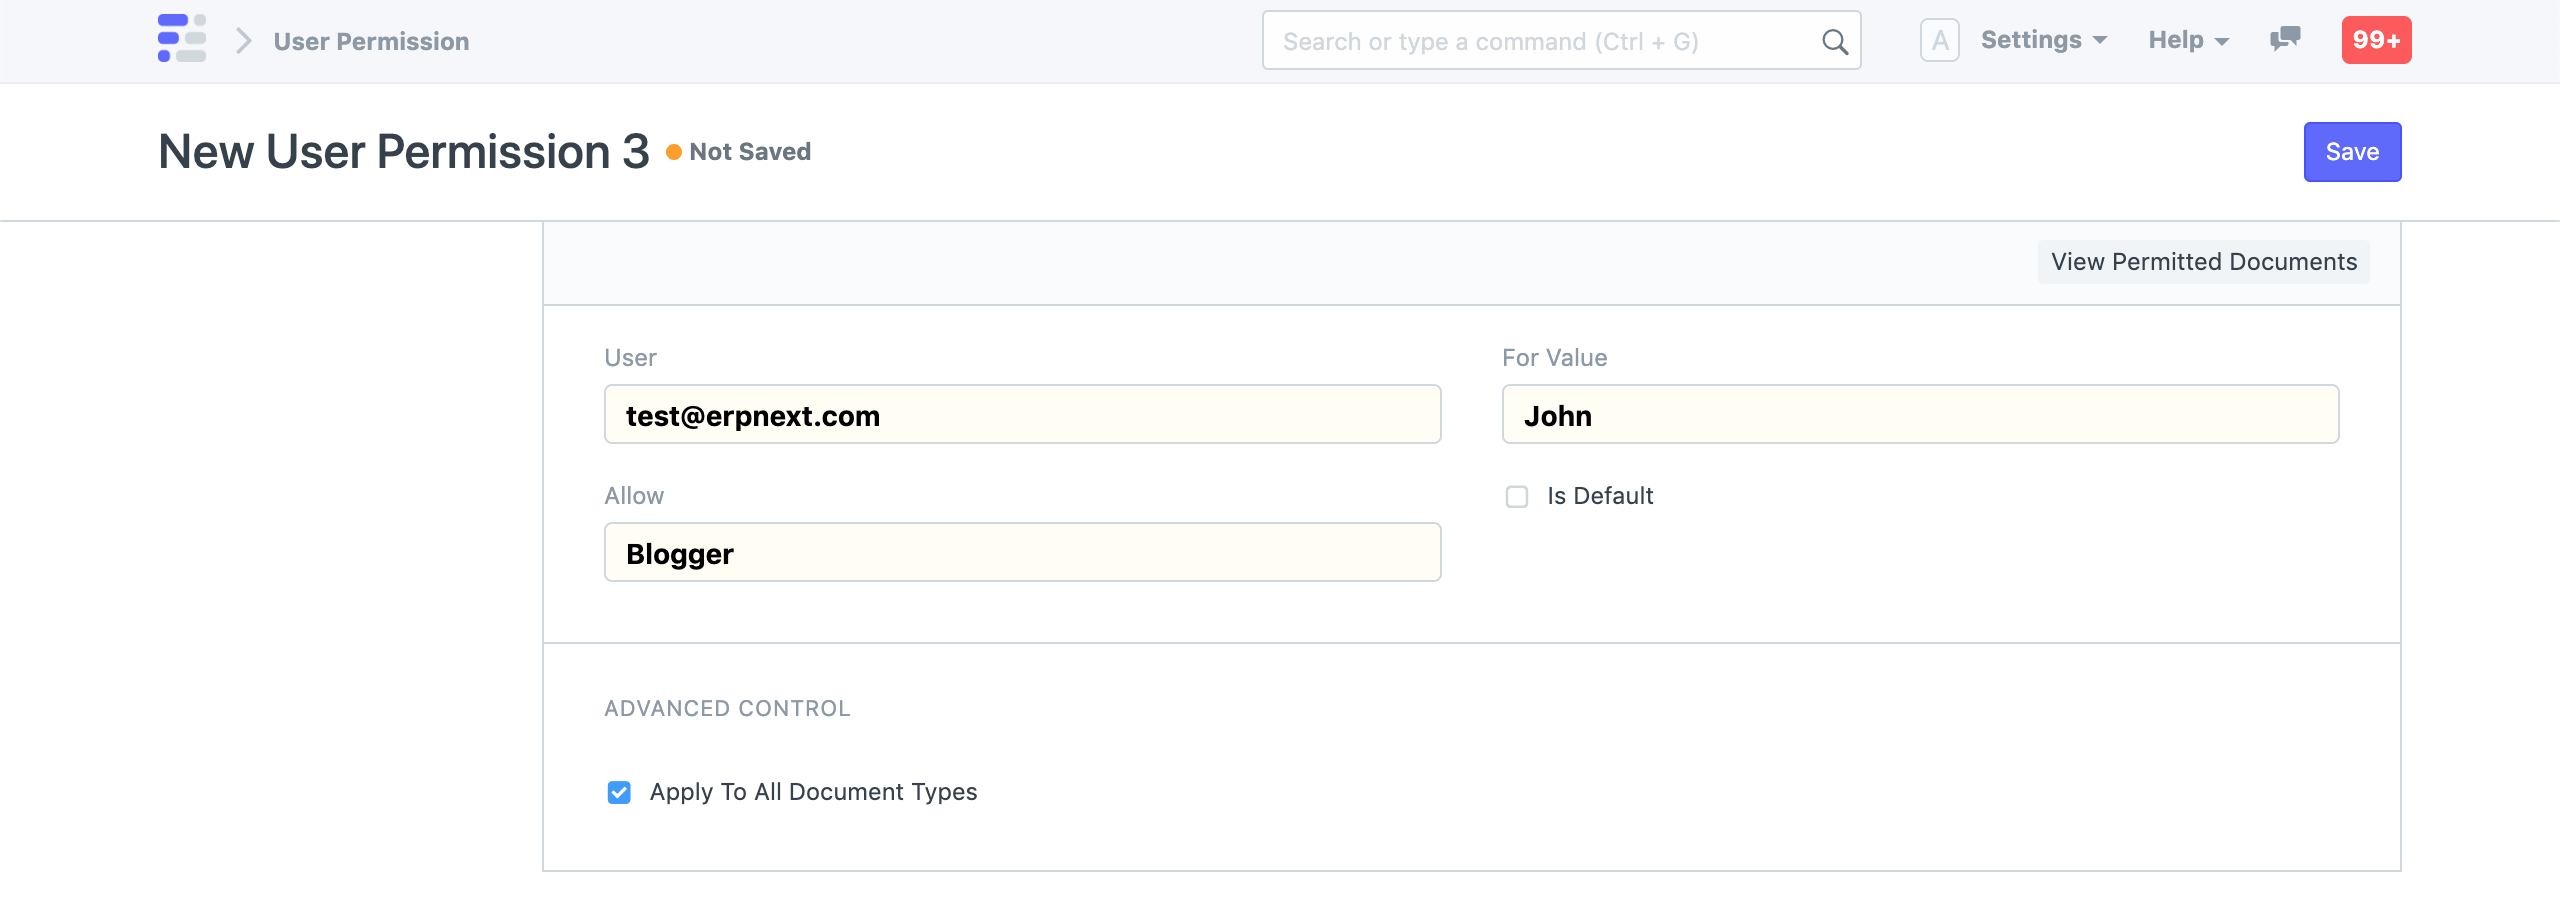 User Permission
Search or type a command (Ctrl + G)
A
Settings
Help
99+
New User Permission 3
Not Saved
Save
View Permitted Documents
User
For Value
test@erpnext.com
John
Allow
Is Default
Blogger
ADVANCED CONTROL
Apply To All Document Types